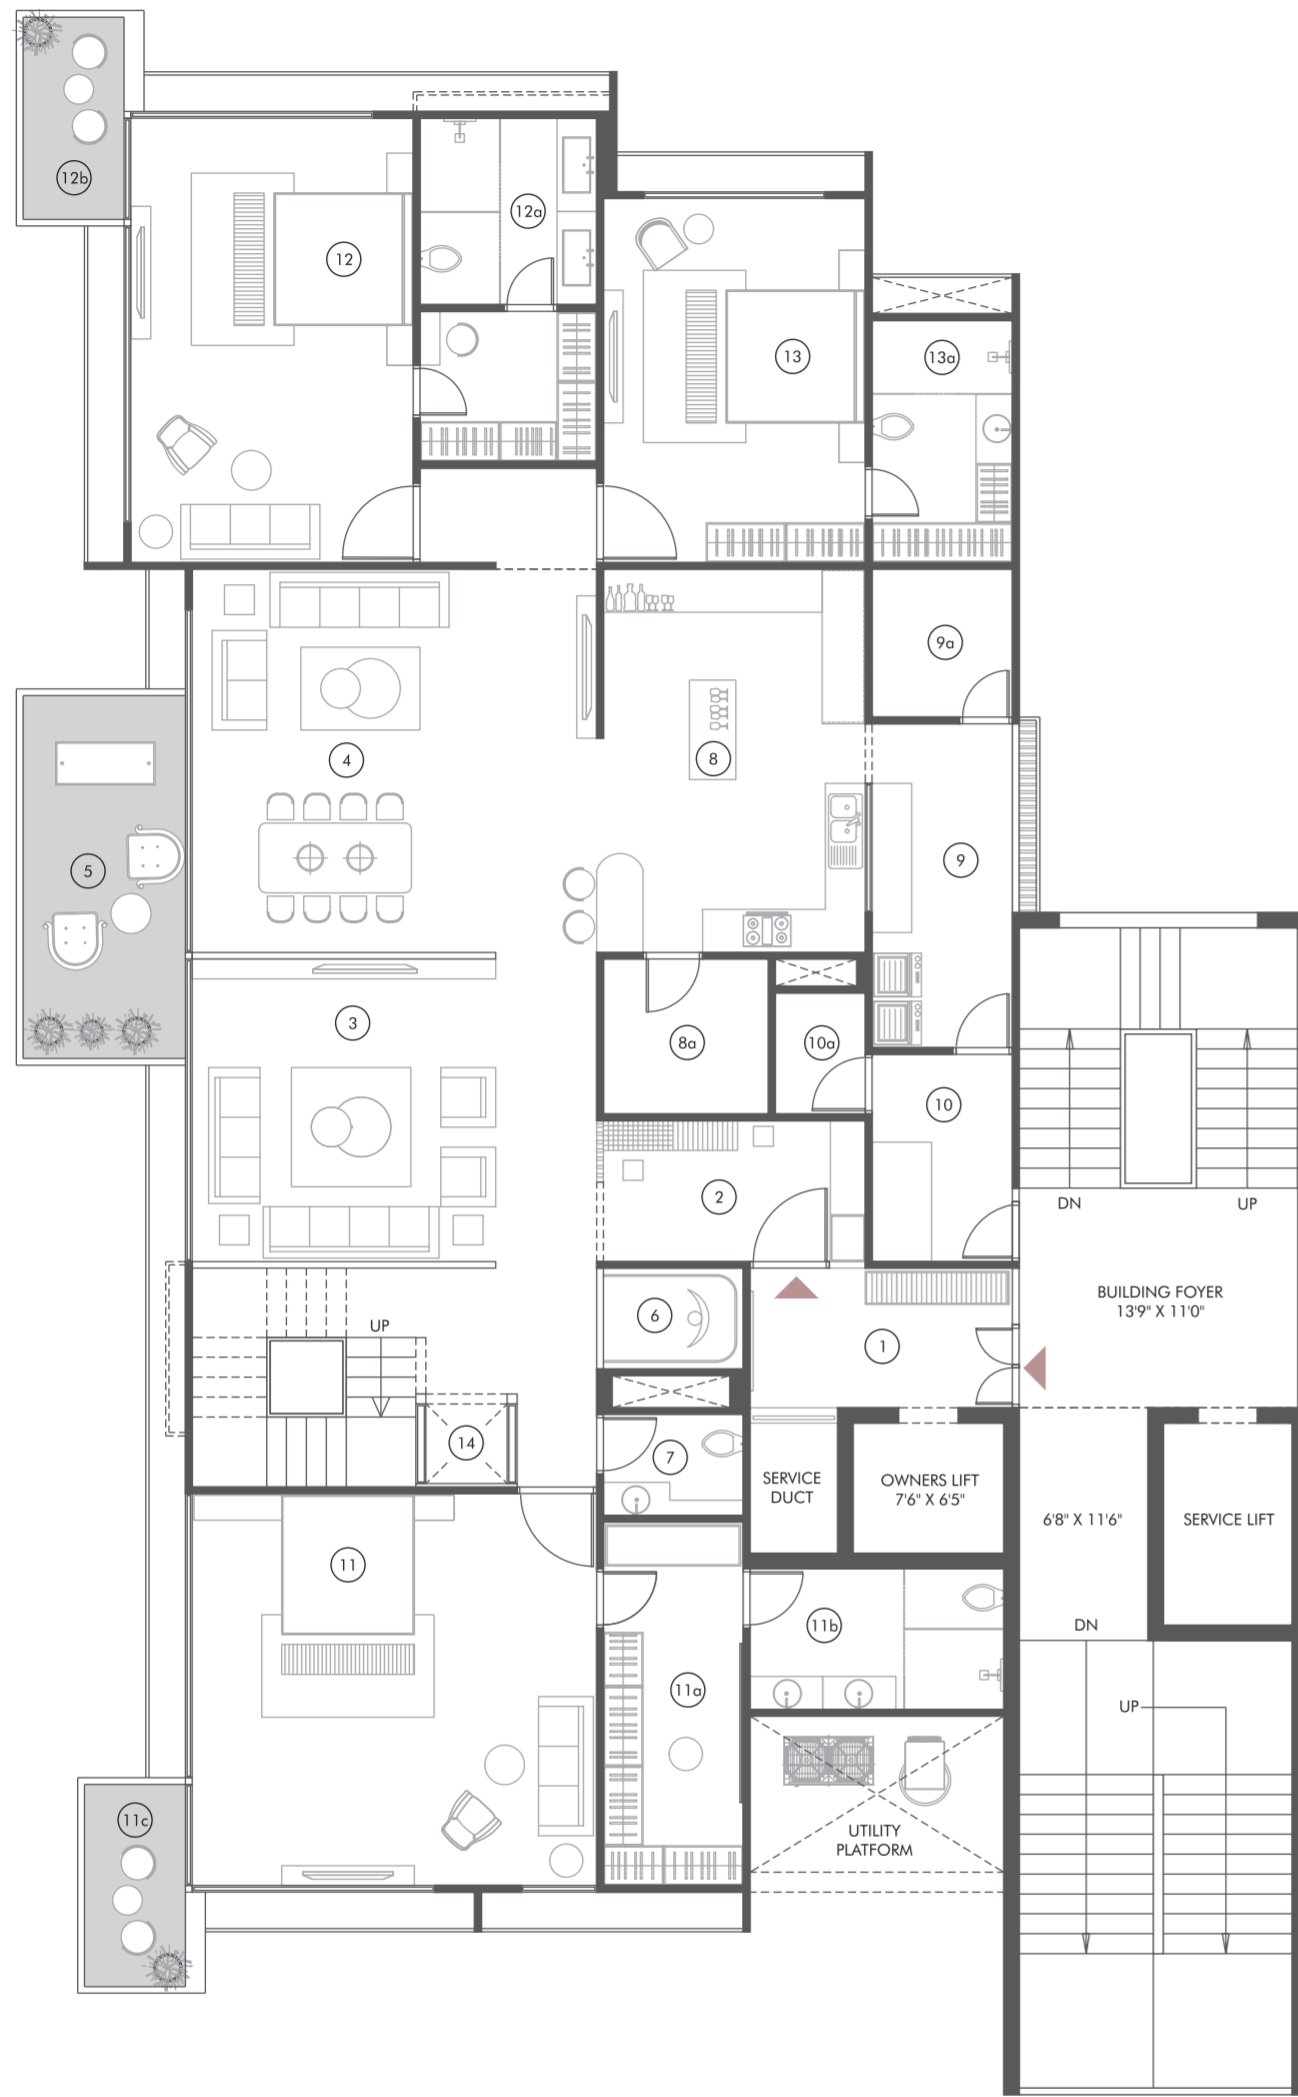 12b
12a
12
13
13a
9a
4
8
5
9
3
8a
10a
10
2
DN
UP
BUILDING FOYER
13'9" X 11'0"
6
UP
1
14
7
SERVICE
DUCT
OWNERS LIFT
7'6" X 6'5"
6'8" X 11'6"
SERVICE LIFT
11
11b
DN
11a
UP
11c
UTILITY
PLATFORM